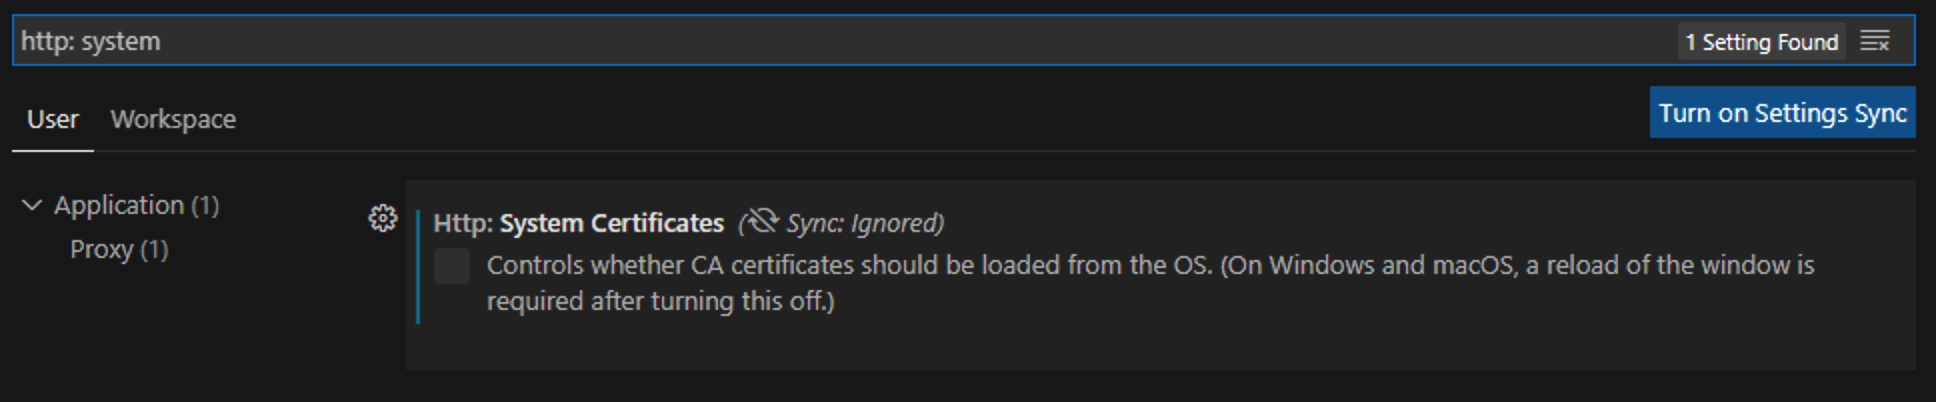 http: system
1 Setting Found
User
Workspace
Turn on Settings Sync
Application (1)
Proxy (1)
Http: System Certificates (Sync: Ignored)
Controls whether CA certificates should be loaded from the OS. (On Windows and macOS, a reload of the window is
required after turning this off.)